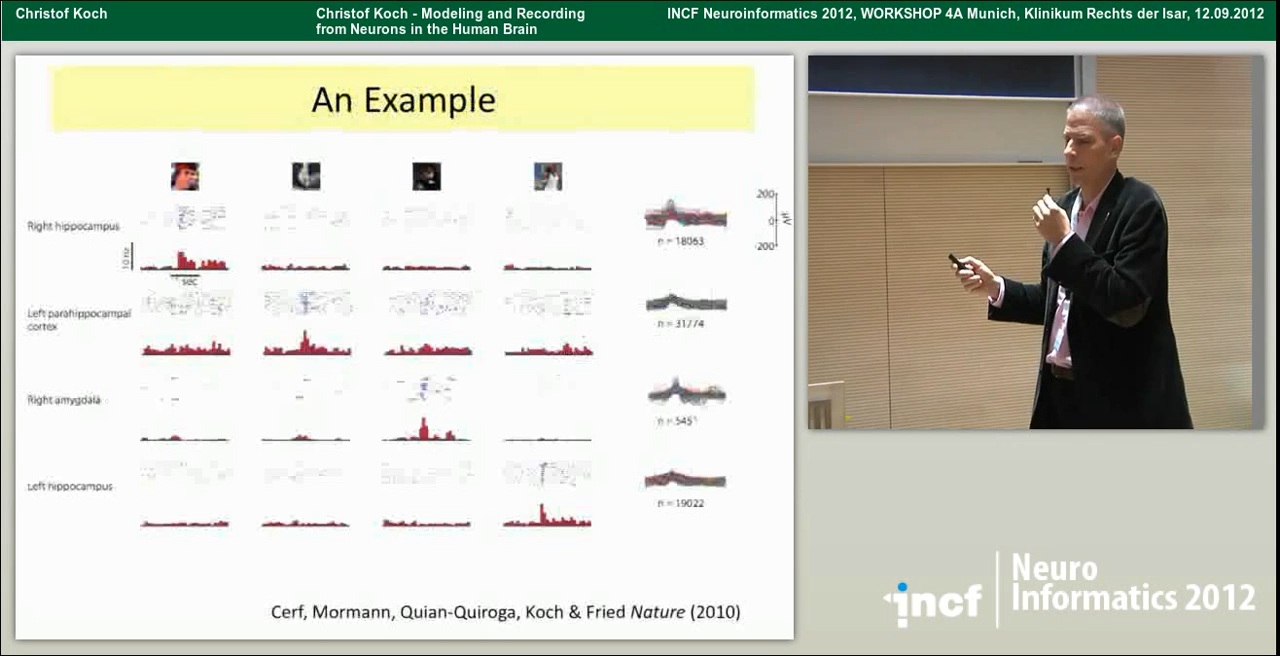 Christof Koch
Christof Koch - Modeling and Recording
from Neurons in the Human Brain
INCF Neuroinformatics 2012, WORKSHOP 4A Munich, Klinikum Rechts der Isar, 12.09.2012
An Example
Right hippocampus
10 Hz
sec
Left parahippocampal
cortex
Right amygdala
Left hippocampus
200
0
-200
µV
n = 18063
n = 31774
n = 5451
n = 19022
Cerf, Mormann, Quian-Quiroga, Koch & Fried Nature (2010)
incf
Neuro
Informatics 2012